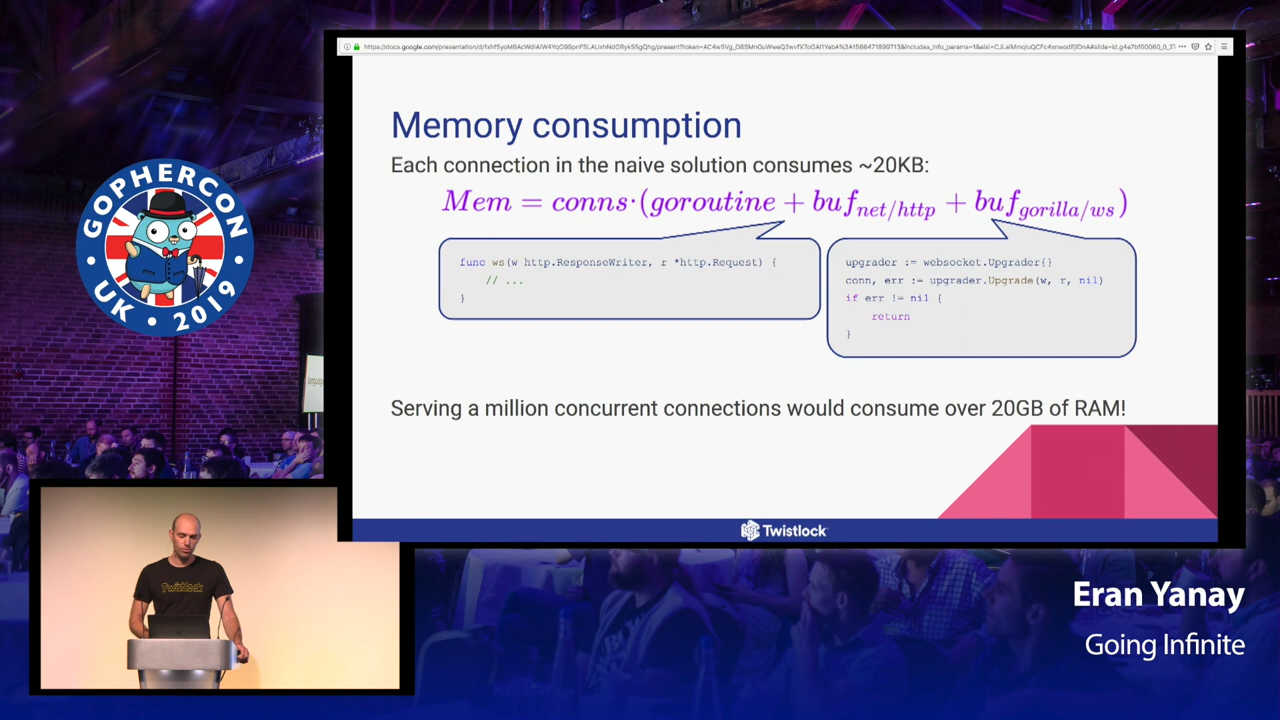 Memory consumption
Each connection in the naive solution consumes ~20KB:
Mem = conns·(goroutine + buf_net/http + buf_gorilla/ws)
func ws(w http.ResponseWriter, r *http.Request) {
// ...
}
upgrader := websocket.Upgrader{}
conn, err := upgrader.Upgrade(w, r, nil)
if err != nil {
return
}
Serving a million concurrent connections would consume over 20GB of RAM!
Twistlock
GOPHERCON
UK • 2019
Twistlock
Eran Yanay
Going Infinite